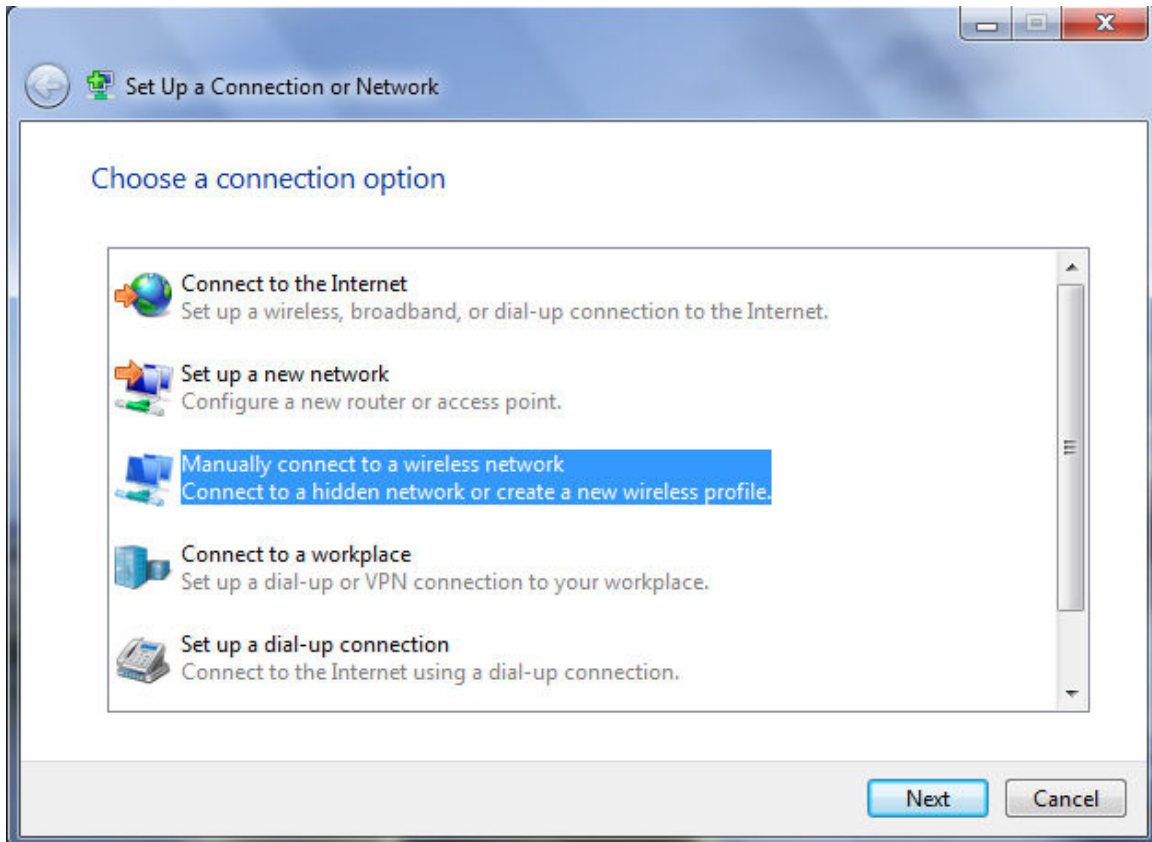 Set Up a Connection or Network
Choose a connection option
Connect to the Internet
Set up a wireless, broadband, or dial-up connection to the Internet.
Set up a new network
Configure a new router or access point.
Manually connect to a wireless network
Connect to a hidden network or create a new wireless profile.
Connect to a workplace
Set up a dial-up or VPN connection to your workplace.
Set up a dial-up connection
Connect to the Internet using a dial-up connection.
Next Cancel